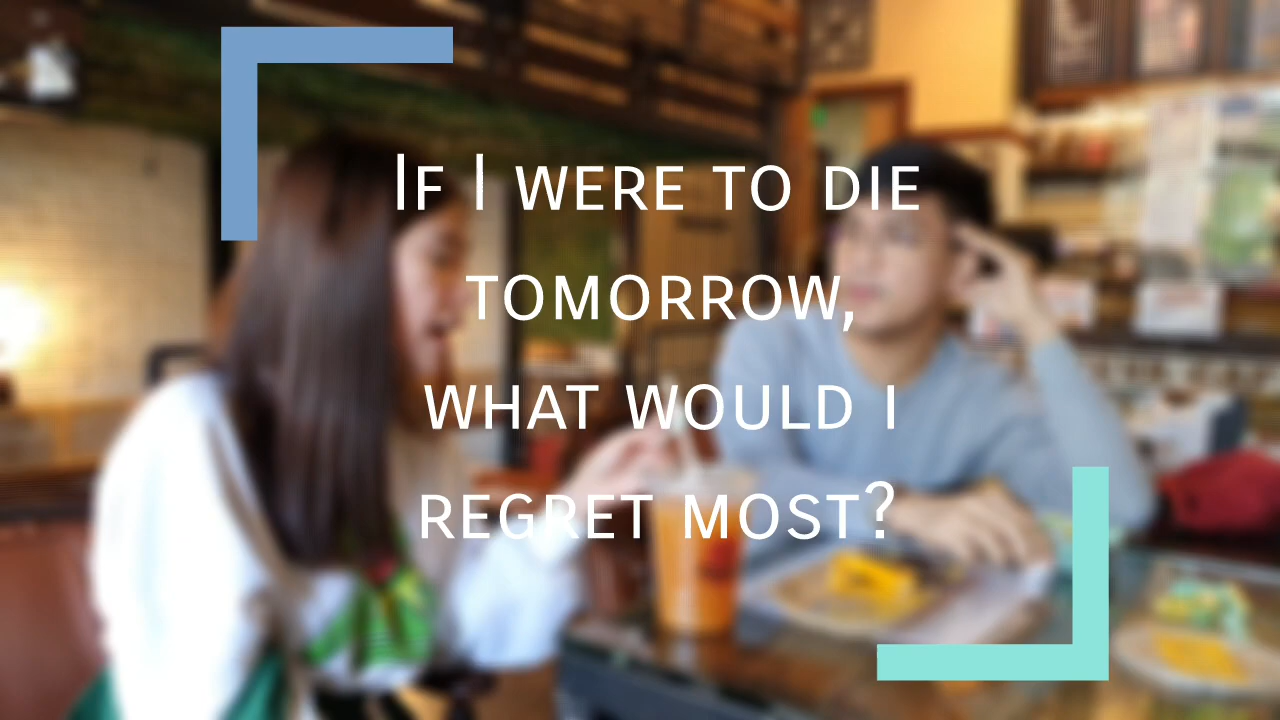 If I were to die
tomorrow,
what would I
regret most?